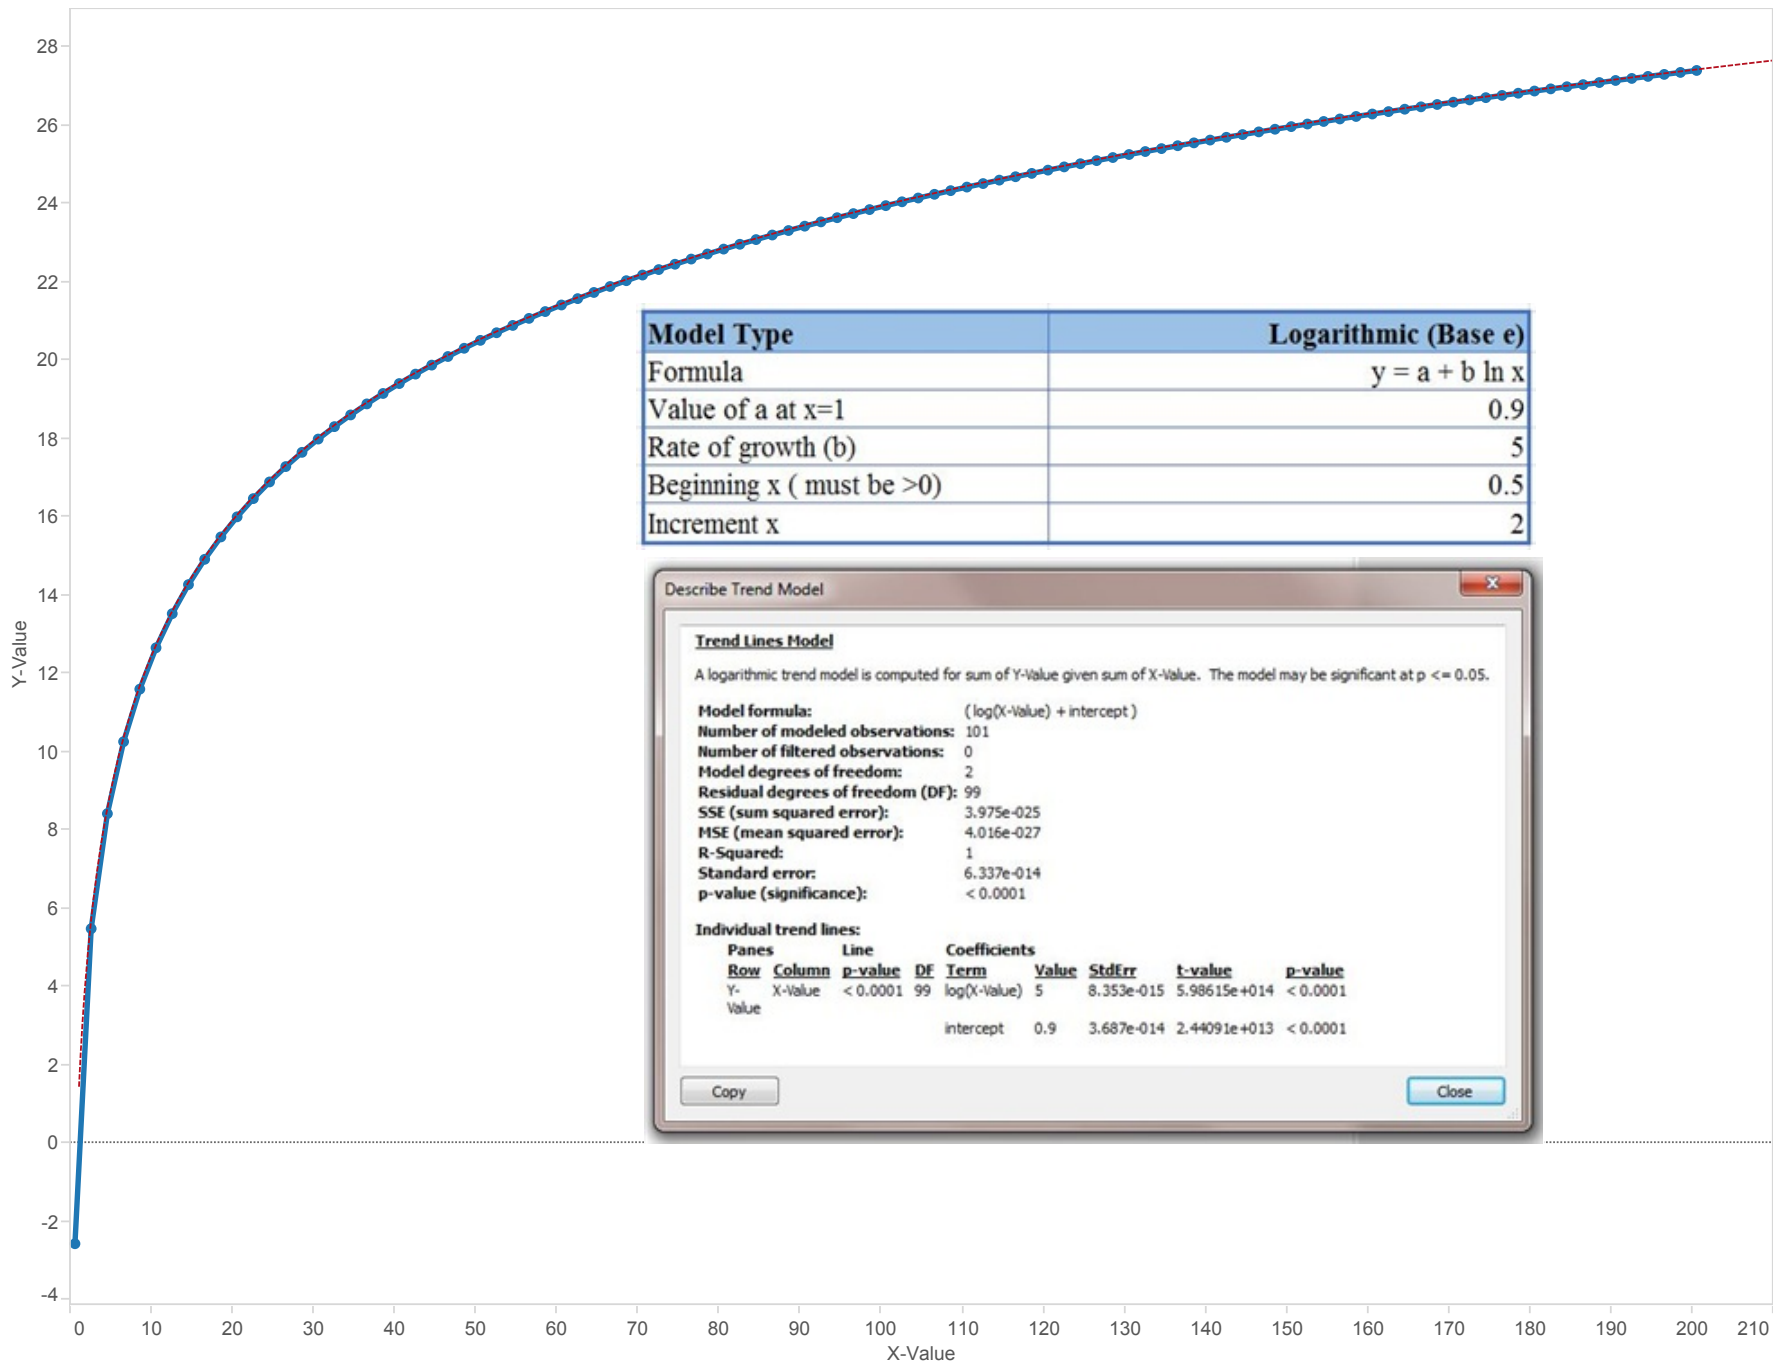 28
26
24
22
20
18
16
14
12
10
8
6
4
2
0
-2
-4
Y-Value
Model Type Logarithmic (Base e)
Formula y = a + b ln x
Value of a at x=1 0.9
Rate of growth (b) 5
Beginning x ( must be >0) 0.5
Increment x 2
Describe Trend Model
Trend Lines Model
A logarithmic trend model is computed for sum of Y-Value given sum of X-Value. The model may be significant at p <= 0.05.
Model formula: ( log(X-Value) + intercept )
Number of modeled observations: 101
Number of filtered observations: 0
Model degrees of freedom: 2
Residual degrees of freedom (DF): 99
SSE (sum squared error): 3.975e-025
MSE (mean squared error): 4.016e-027
R-Squared: 1
Standard error: 6.337e-014
p-value (significance): < 0.0001
Individual trend lines:
Panes Line Coefficients
Row Column p-value DF Term Value StdErr t-value p-value
Y- X-Value < 0.0001 99 log(X-Value) 5 8.353e-015 5.98615e+014 < 0.0001
Value
intercept 0.9 3.687e-014 2.44091e+013 < 0.0001
Copy Close
0 10 20 30 40 50 60 70 80 90 100 110 120 130 140 150 160 170 180 190 200 210
X-Value